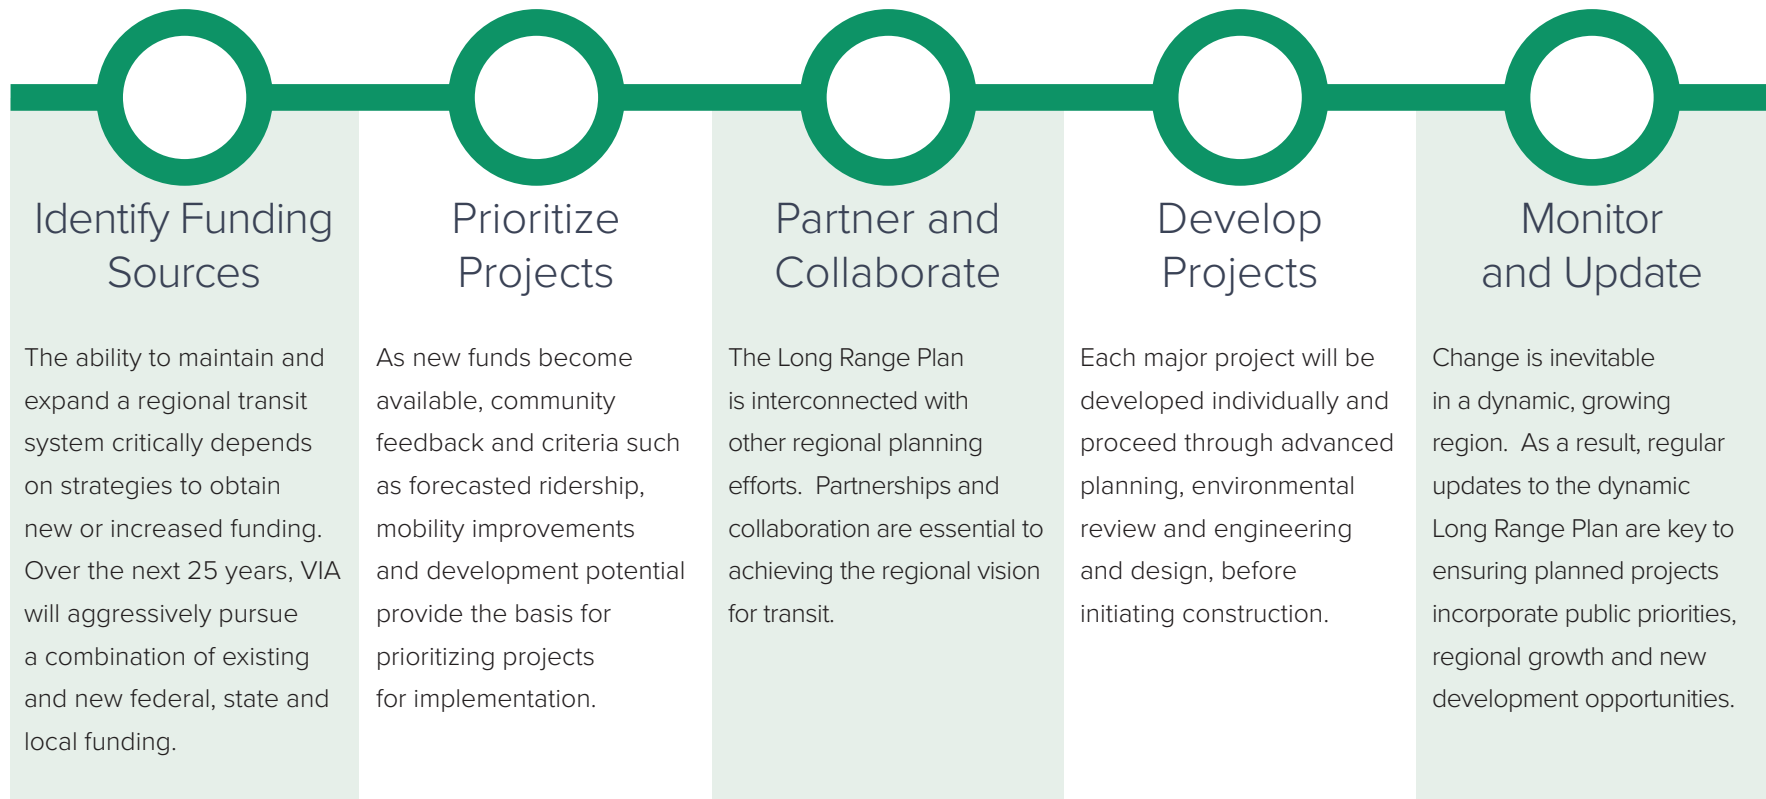 Identify Funding
Sources
The ability to maintain and
expand a regional transit
system critically depends
on strategies to obtain
new or increased funding.
Over the next 25 years, VIA
will aggressively pursue
a combination of existing
and new federal, state and
local funding.
Prioritize
Projects
As new funds become
available, community
feedback and criteria such
as forecasted ridership,
mobility improvements
and development potential
provide the basis for
prioritizing projects
for implementation.
Partner and
Collaborate
The Long Range Plan
is interconnected with
other regional planning
efforts.  Partnerships and
collaboration are essential to
achieving the regional vision
for transit.
Develop
Projects
Each major project will be
developed individually and
proceed through advanced
planning, environmental
review and engineering
and design, before
initiating construction.
Monitor
and Update
Change is inevitable
in a dynamic, growing
region.  As a result, regular
updates to the dynamic
Long Range Plan are key to
ensuring planned projects
incorporate public priorities,
regional growth and new
development opportunities.